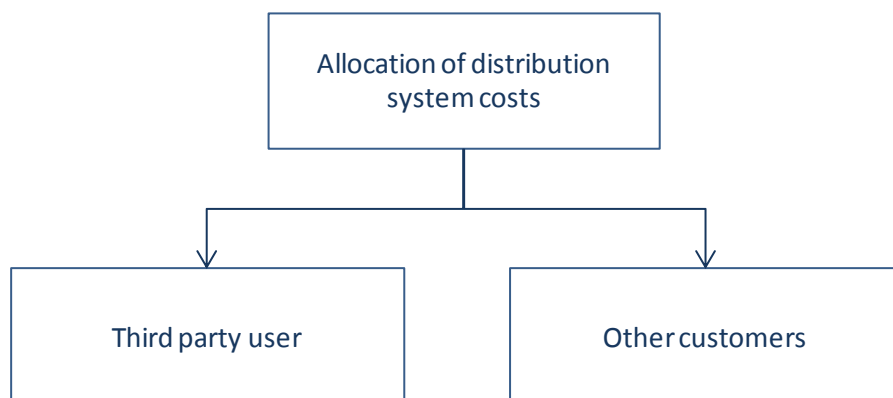 Allocation of distribution
system costs
Third party user
Other customers